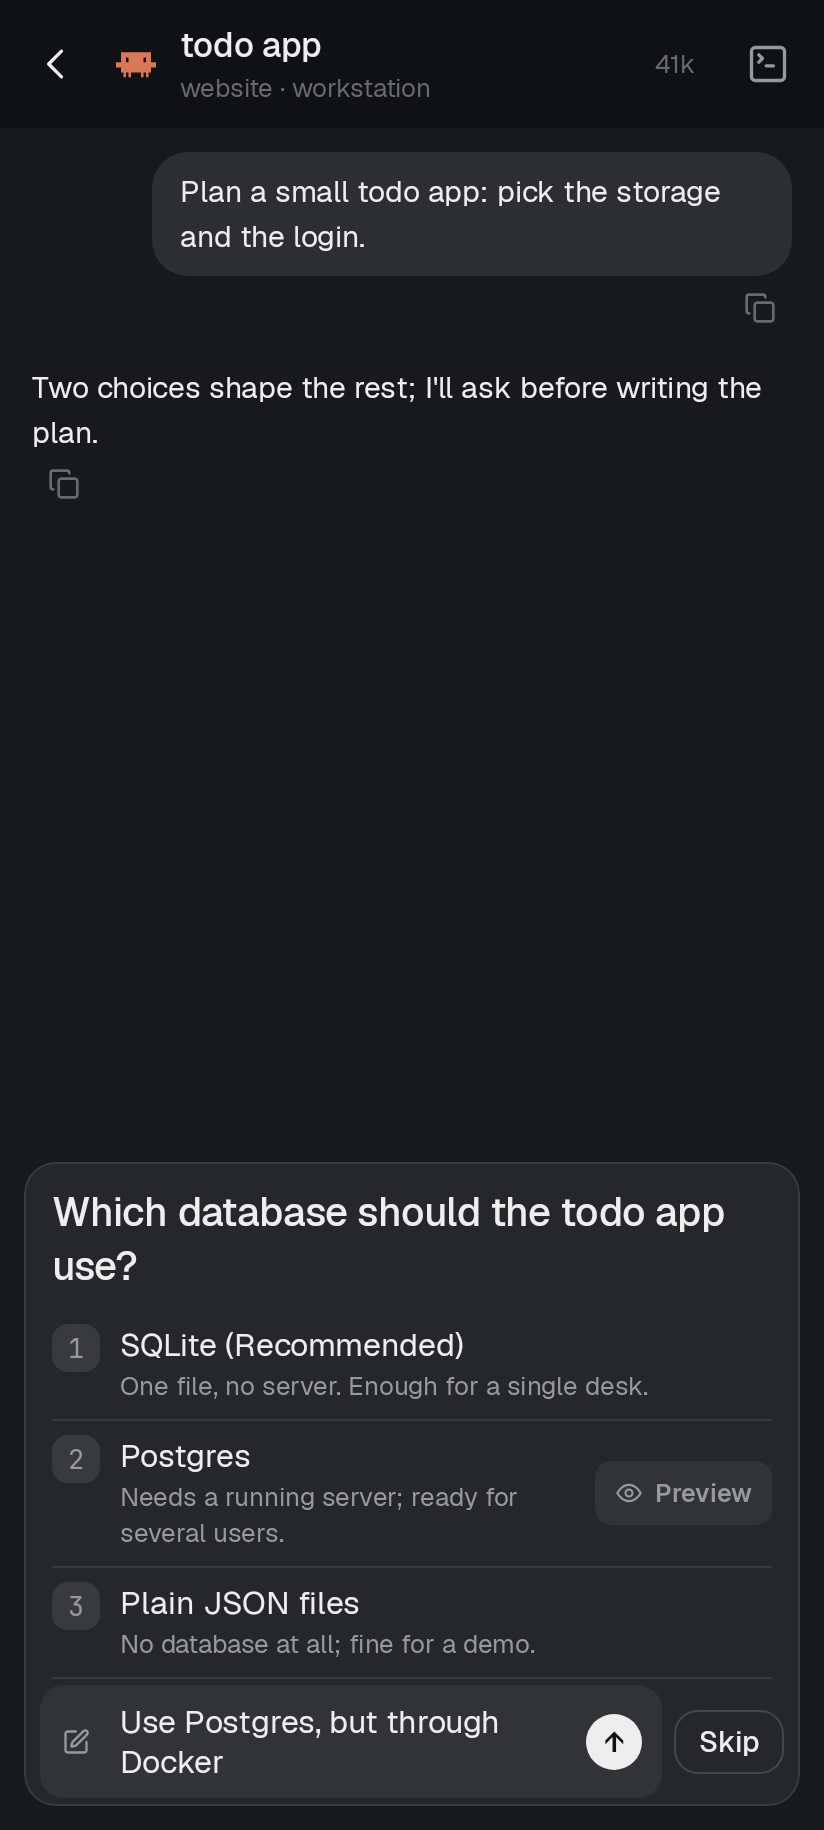 todo app
website · workstation
41k
Plan a small todo app: pick the storage
and the login.
Two choices shape the rest; I'll ask before writing the
plan.
Which database should the todo app
use?
1
SQLite (Recommended)
One file, no server. Enough for a single desk.
2
Postgres
Needs a running server; ready for
several users.
Preview
3
Plain JSON files
No database at all; fine for a demo.
Use Postgres, but through
Docker
Skip